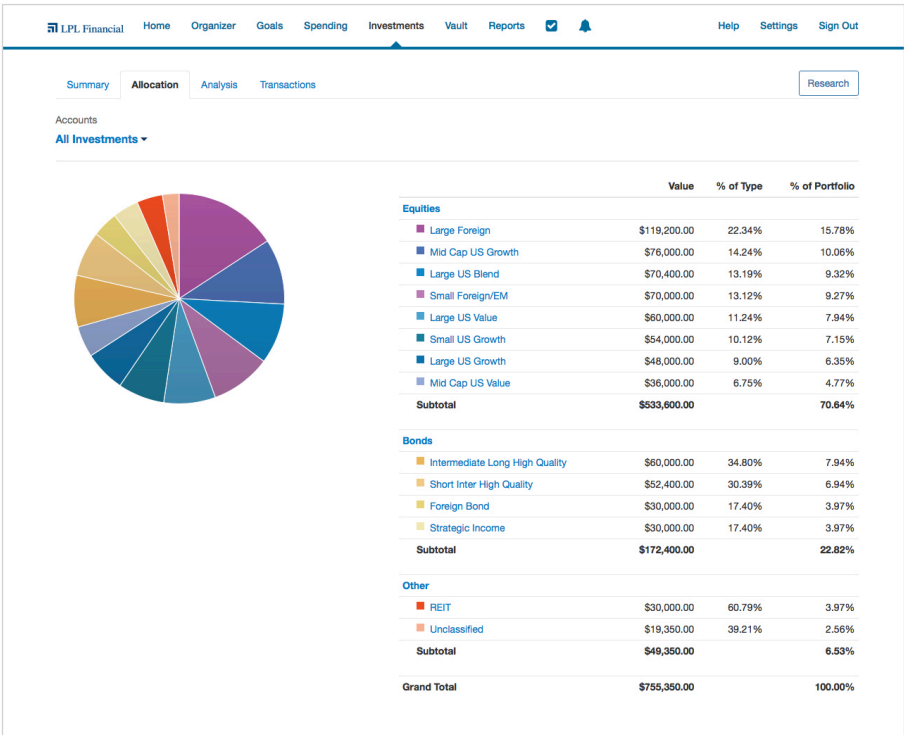 LPL Financial Home Organizer Goals Spending Investments Vault Reports Help Settings Sign Out
Summary Allocation Analysis Transactions Research
Accounts
All Investments
Value % of Type % of Portfolio
Equities
Large Foreign $119,200.00 22.34% 15.78%
Mid Cap US Growth $76,000.00 14.24% 10.06%
Large US Blend $70,400.00 13.19% 9.32%
Small Foreign/EM $70,000.00 13.12% 9.27%
Large US Value $60,000.00 11.24% 7.94%
Small US Growth $54,000.00 10.12% 7.15%
Large US Growth $48,000.00 9.00% 6.35%
Mid Cap US Value $36,000.00 6.75% 4.77%
Subtotal $533,600.00 70.64%
Bonds
Intermediate Long High Quality $60,000.00 34.80% 7.94%
Short Inter High Quality $52,400.00 30.39% 6.94%
Foreign Bond $30,000.00 17.40% 3.97%
Strategic Income $30,000.00 17.40% 3.97%
Subtotal $172,400.00 22.82%
Other
REIT $30,000.00 60.79% 3.97%
Unclassified $19,350.00 39.21% 2.56%
Subtotal $49,350.00 6.53%
Grand Total $755,350.00 100.00%